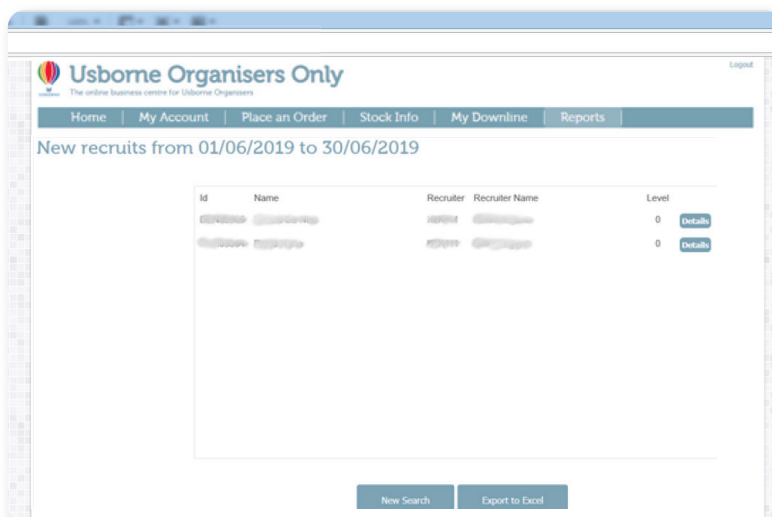 Usborne Organisers Only
Logout
The online business centre for Usborne Organisers
Home | My Account | Place an Order | Stock Info | My Downline | Reports
New recruits from 01/06/2019 to 30/06/2019
Id Name Recruiter Recruiter Name Level
0 Details
0 Details
New Search Export to Excel